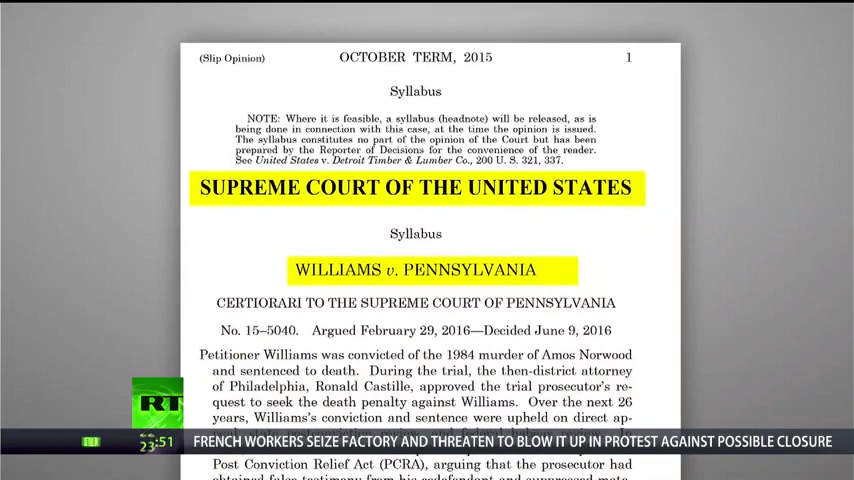 (Slip Opinion) OCTOBER TERM, 2015 1
Syllabus
NOTE: Where it is feasible, a syllabus (headnote) will be released, as is
being done in connection with this case, at the time the opinion is issued.
The syllabus constitutes no part of the opinion of the Court but has been
prepared by the Reporter of Decisions for the convenience of the reader.
See United States v. Detroit Timber & Lumber Co., 200 U. S. 321, 337.
SUPREME COURT OF THE UNITED STATES
Syllabus
WILLIAMS v. PENNSYLVANIA
CERTIORARI TO THE SUPREME COURT OF PENNSYLVANIA
No. 15–5040. Argued February 29, 2016—Decided June 9, 2016
Petitioner Williams was convicted of the 1984 murder of Amos Norwood
and sentenced to death. During the trial, the then-district attorney
of Philadelphia, Ronald Castille, approved the trial prosecutor's re-
quest to seek the death penalty against Williams. Over the next 26
years, Williams's conviction and sentence were upheld on direct ap-
RT
23:51 FRENCH WORKERS SEIZE FACTORY AND THREATEN TO BLOW IT UP IN PROTEST AGAINST POSSIBLE CLOSURE
Post Conviction Relief Act (PCRA), arguing that the prosecutor had
obtained false testimony from his codefendant and suppressed mate-